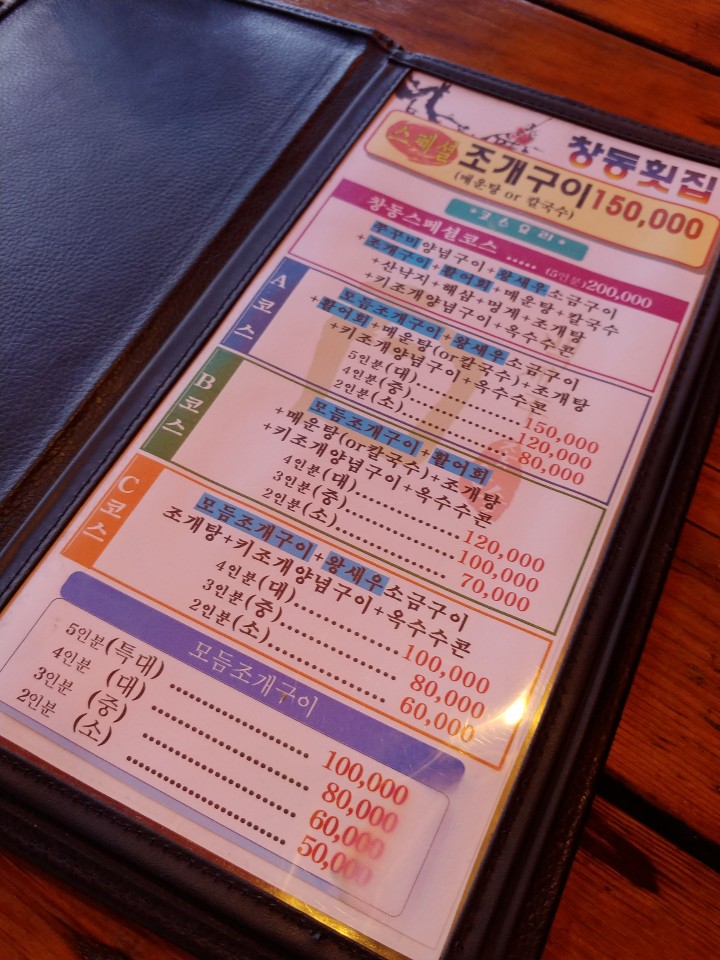 창동횟집
스페셜 조개구이 150,000
(매운탕 or 칼국수)
코스요리
창동스페셜코스 ..... (5인분) 200,000
쭈꾸미양념구이+왕새우소금구이
+조개구이+활어회+매운탕+칼국수
+산낙지+해삼+멍게+조개탕
+키조개양념구이+옥수수콘
A 코스
모듬조개구이+왕새우소금구이
+활어회+매운탕(or칼국수)+조개탕
+키조개양념구이+옥수수콘
5인분(대)...................150,000
4인분(중)...................120,000
2인분(소)...................80,000
B 코스
모듬조개구이+활어회
+매운탕(or칼국수)+조개탕
+키조개양념구이+옥수수콘
4인분(대)...................120,000
3인분(중)...................100,000
2인분(소)...................70,000
C 코스
모듬조개구이+왕새우소금구이
조개탕+키조개양념구이+옥수수콘
4인분(대)...................100,000
3인분(중)...................80,000
2인분(소)...................60,000
모듬조개구이
5인분(특대)...................100,000
4인분 (대)...................80,000
3인분 (중)...................60,000
2인분 (소)...................50,000